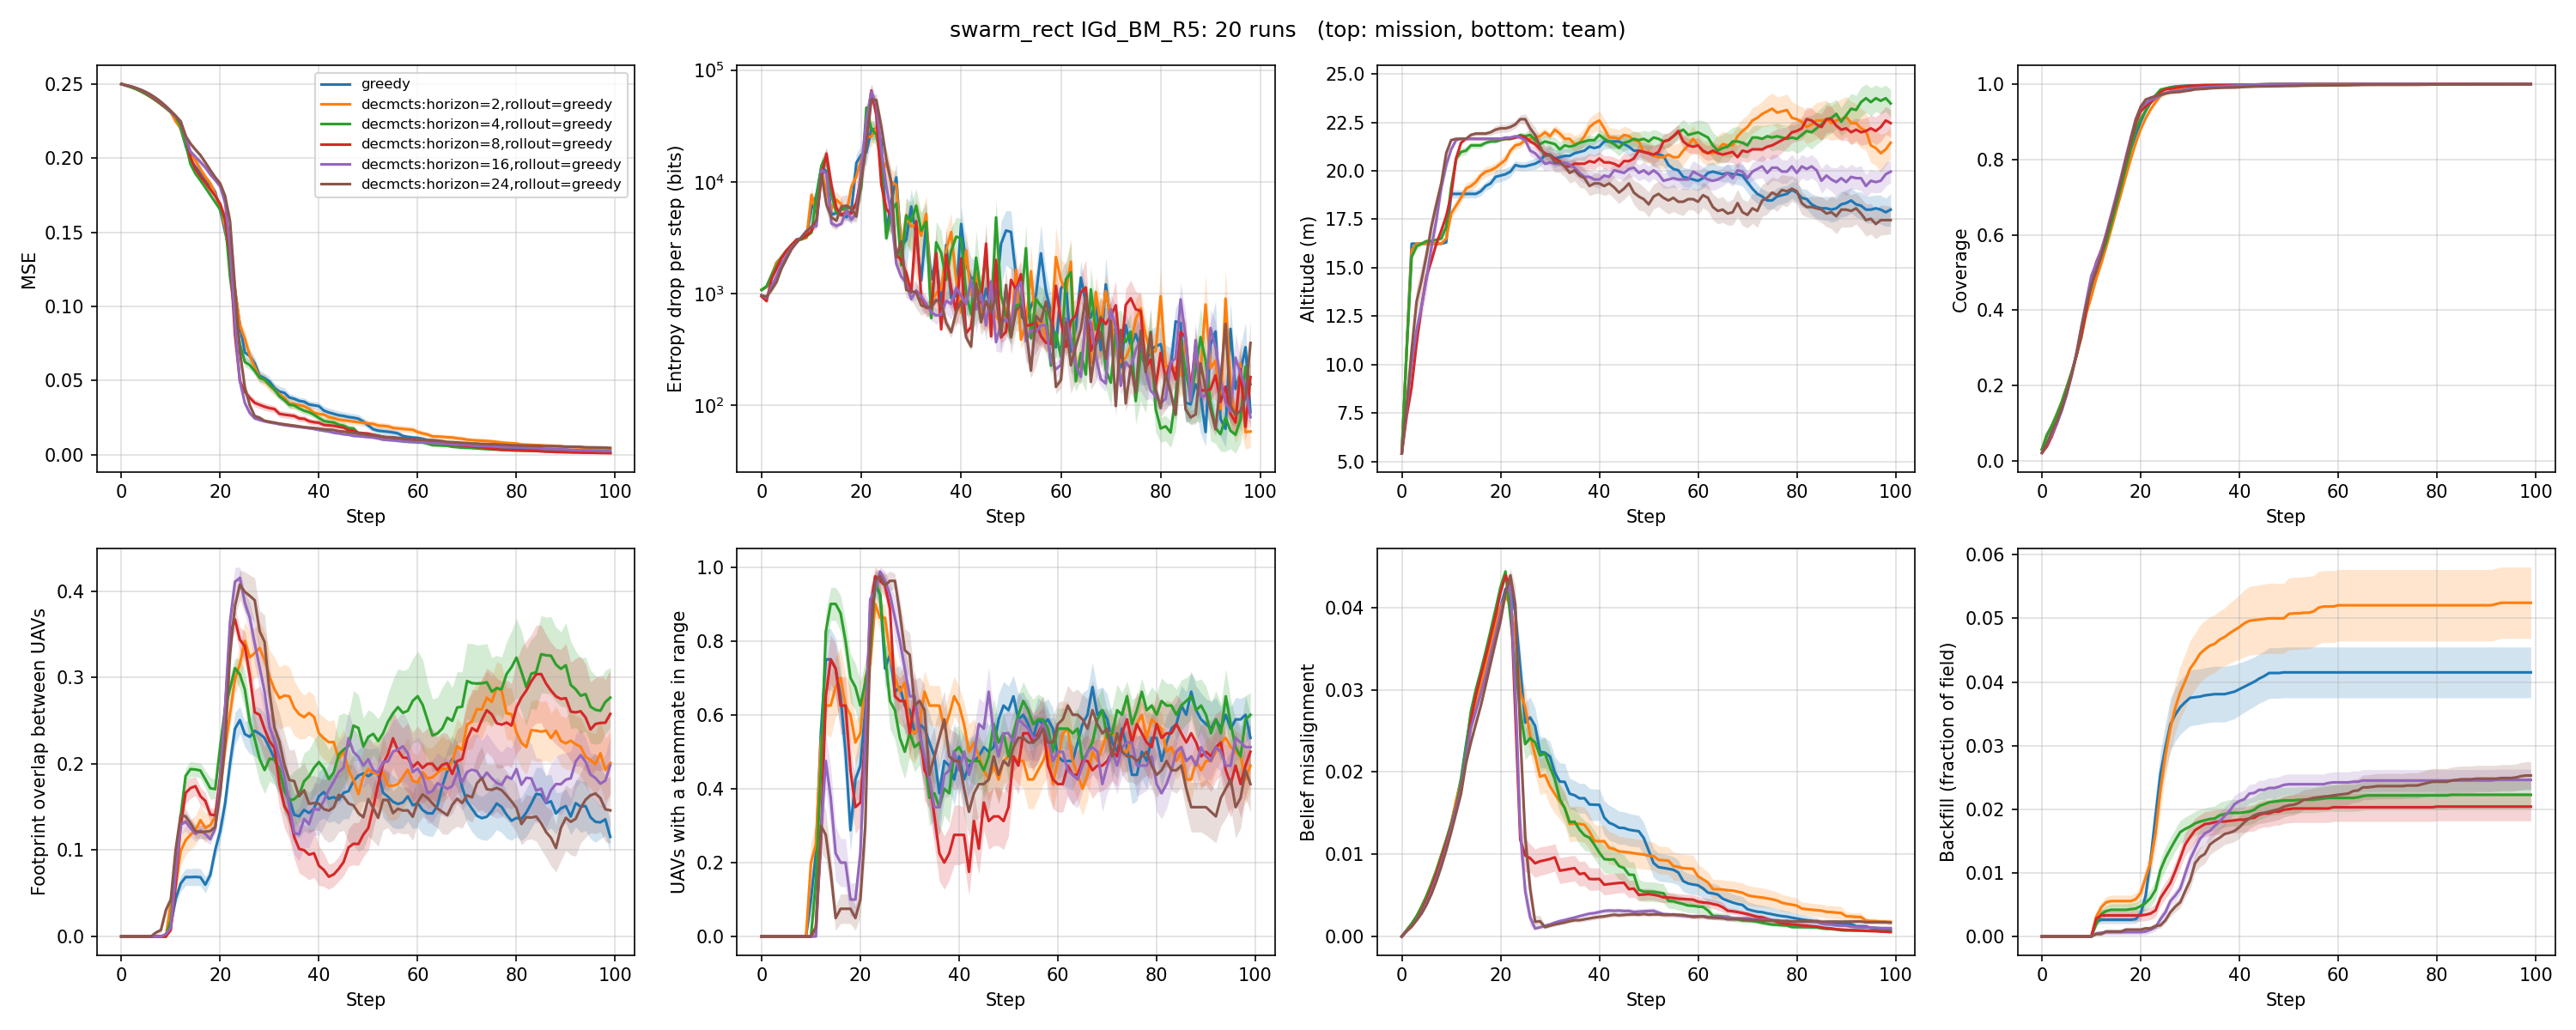 swarm_rect IGd_BM_R5: 20 runs   (top: mission, bottom: team)
MSE
0.25
0.20
0.15
0.10
0.05
0.00
greedy
decmcts:horizon=2,rollout=greedy
decmcts:horizon=4,rollout=greedy
decmcts:horizon=8,rollout=greedy
decmcts:horizon=16,rollout=greedy
decmcts:horizon=24,rollout=greedy
0 20 40 60 80 100
Step
Entropy drop per step (bits)
10⁵
10⁴
10³
10²
0 20 40 60 80 100
Step
Altitude (m)
25.0
22.5
20.0
17.5
15.0
12.5
10.0
7.5
5.0
0 20 40 60 80 100
Step
Coverage
1.0
0.8
0.6
0.4
0.2
0.0
0 20 40 60 80 100
Step
Footprint overlap between UAVs
0.4
0.3
0.2
0.1
0.0
0 20 40 60 80 100
Step
UAVs with a teammate in range
1.0
0.8
0.6
0.4
0.2
0.0
0 20 40 60 80 100
Step
Belief misalignment
0.04
0.03
0.02
0.01
0.00
0 20 40 60 80 100
Step
Backfill (fraction of field)
0.06
0.05
0.04
0.03
0.02
0.01
0.00
0 20 40 60 80 100
Step